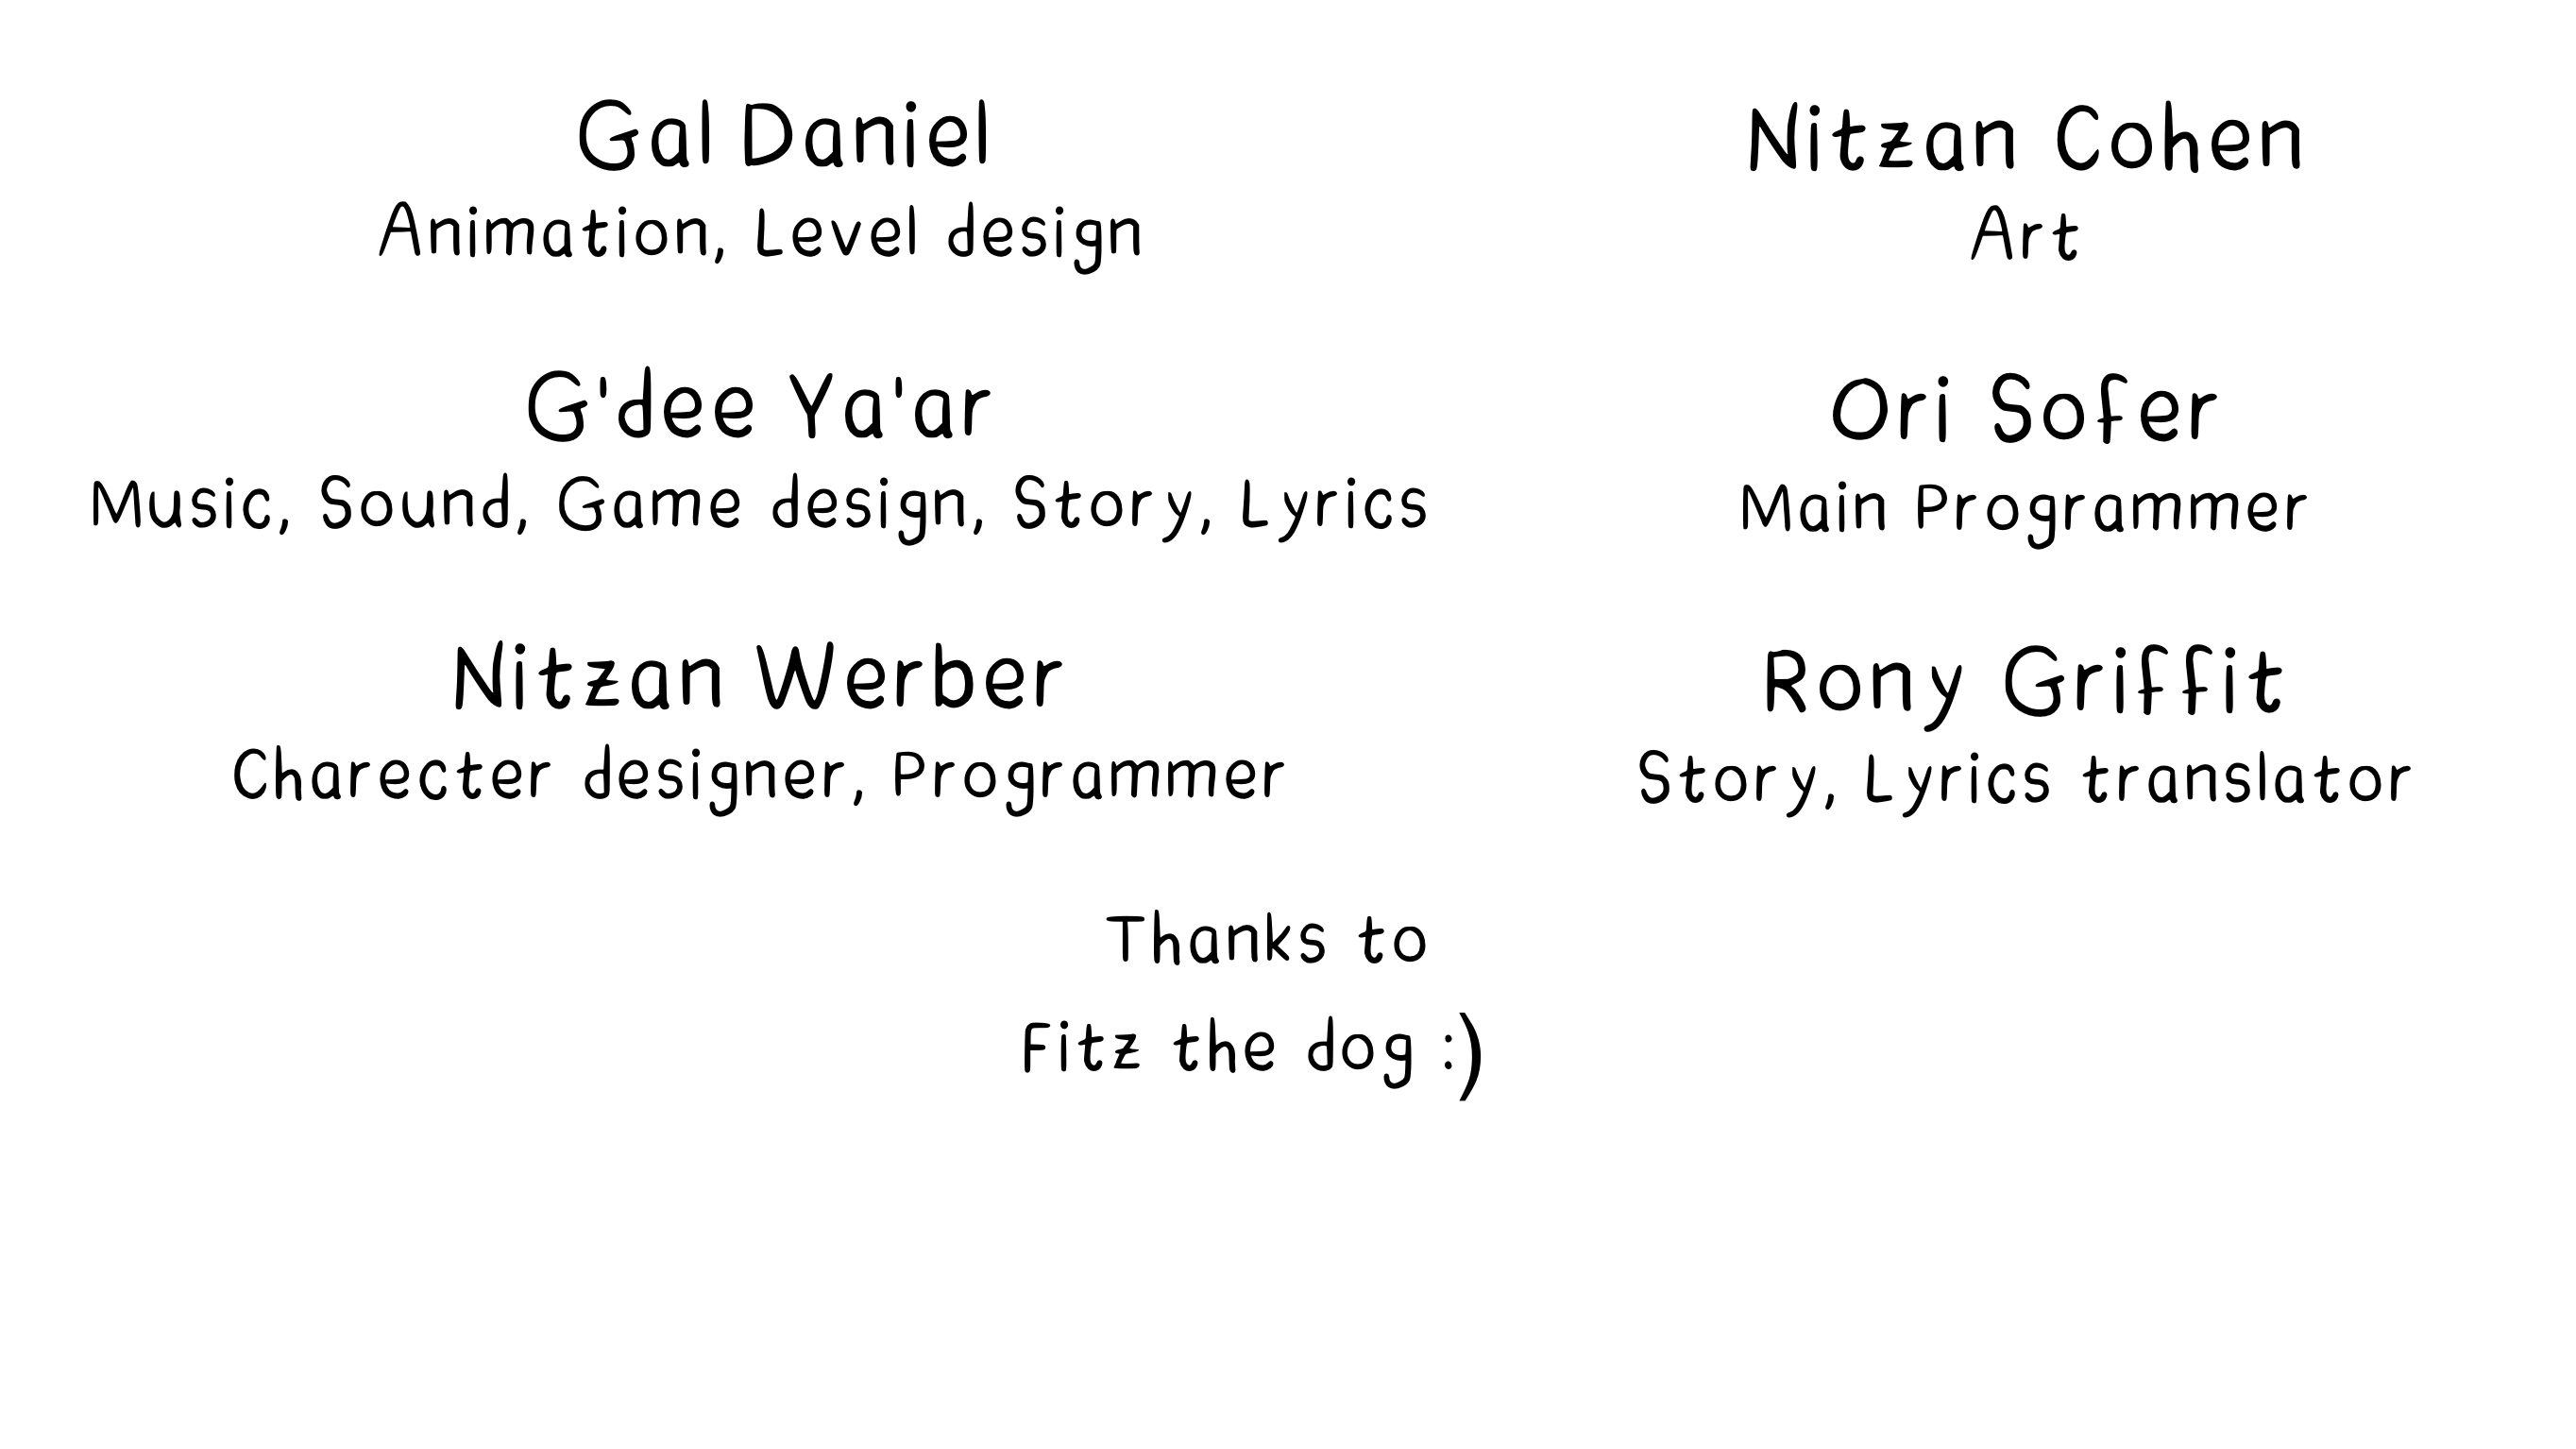 Gal Daniel
Animation, Level design
Nitzan Cohen
Art
G'dee Ya'ar
Music, Sound, Game design, Story, Lyrics
Ori Sofer
Main Programmer
Nitzan Werber
Charecter designer, Programmer
Rony Griffit
Story, Lyrics translator
Thanks to
Fitz the dog :)